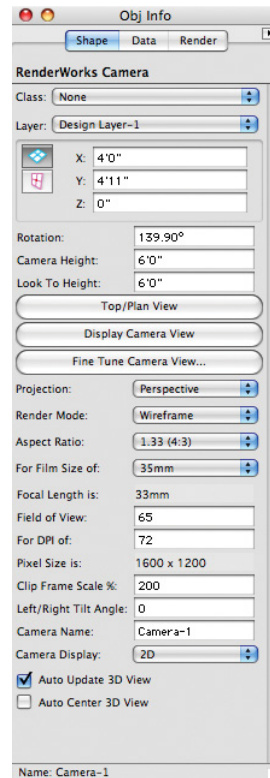 Obj Info
Shape Data Render
RenderWorks Camera
Class: None
Layer: Design Layer-1
X: 4'0"
Y: 4'11"
Z: 0"
Rotation: 139.90°
Camera Height: 6'0"
Look To Height: 6'0"
Top/Plan View
Display Camera View
Fine Tune Camera View...
Projection: Perspective
Render Mode: Wireframe
Aspect Ratio: 1.33 (4:3)
For Film Size of: 35mm
Focal Length is: 33mm
Field of View: 65
For DPI of: 72
Pixel Size is: 1600 x 1200
Clip Frame Scale %: 200
Left/Right Tilt Angle: 0
Camera Name: Camera-1
Camera Display: 2D
Auto Update 3D View
Auto Center 3D View
Name: Camera-1